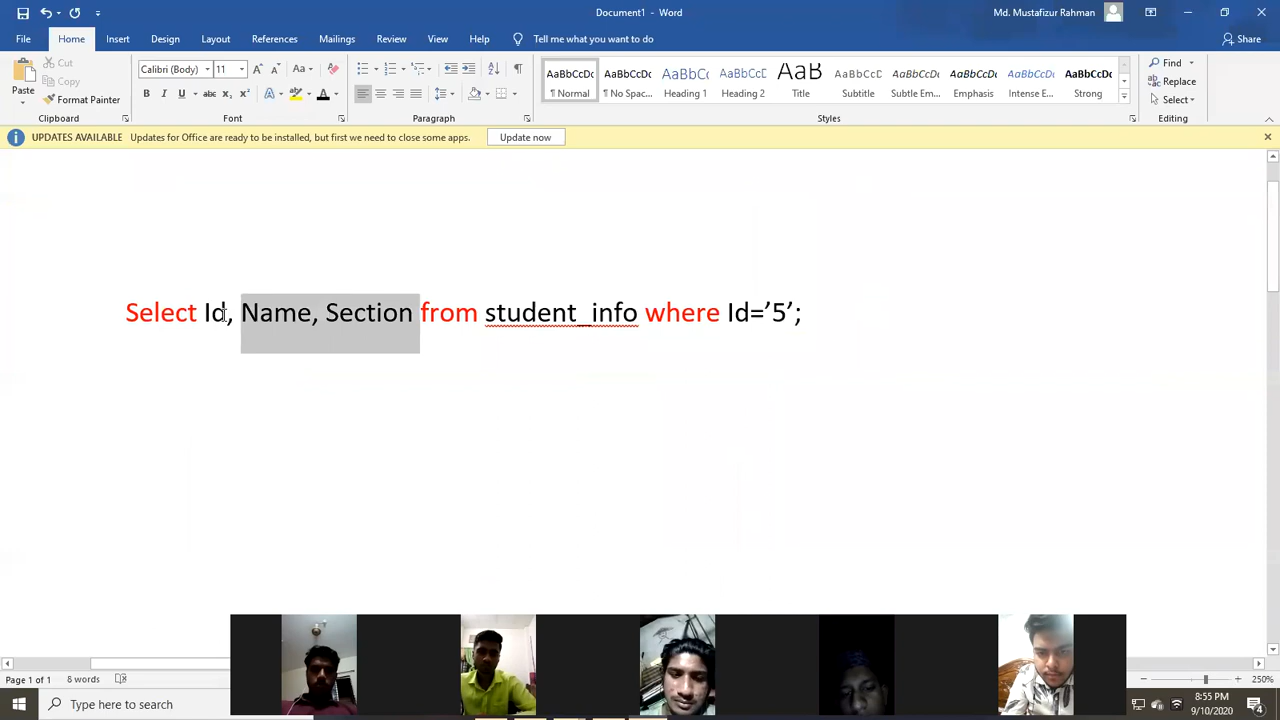 Document1 - Word
Md. Mustafizur Rahman
File Home Insert Design Layout References Mailings Review View Help Tell me what you want to do Share
Paste
Cut
Copy
Format Painter
Clipboard
Calibri (Body) 11
Font
Paragraph
AaBbCcDc AaBbCcDc AaBbC( AaBbCcC AaB AaBbCcD AaBbCcDc AaBbCcDc AaBbCcDc AaBbCcDc
¶ Normal ¶ No Spac... Heading 1 Heading 2 Title Subtitle Subtle Em... Emphasis Intense E... Strong
Styles
Find
Replace
Select
Editing
UPDATES AVAILABLE Updates for Office are ready to be installed, but first we need to close some apps. Update now
Select Id, Name, Section from student_info where Id=’5’;
Page 1 of 1 8 words 250%
Type here to search
8:55 PM
9/10/2020